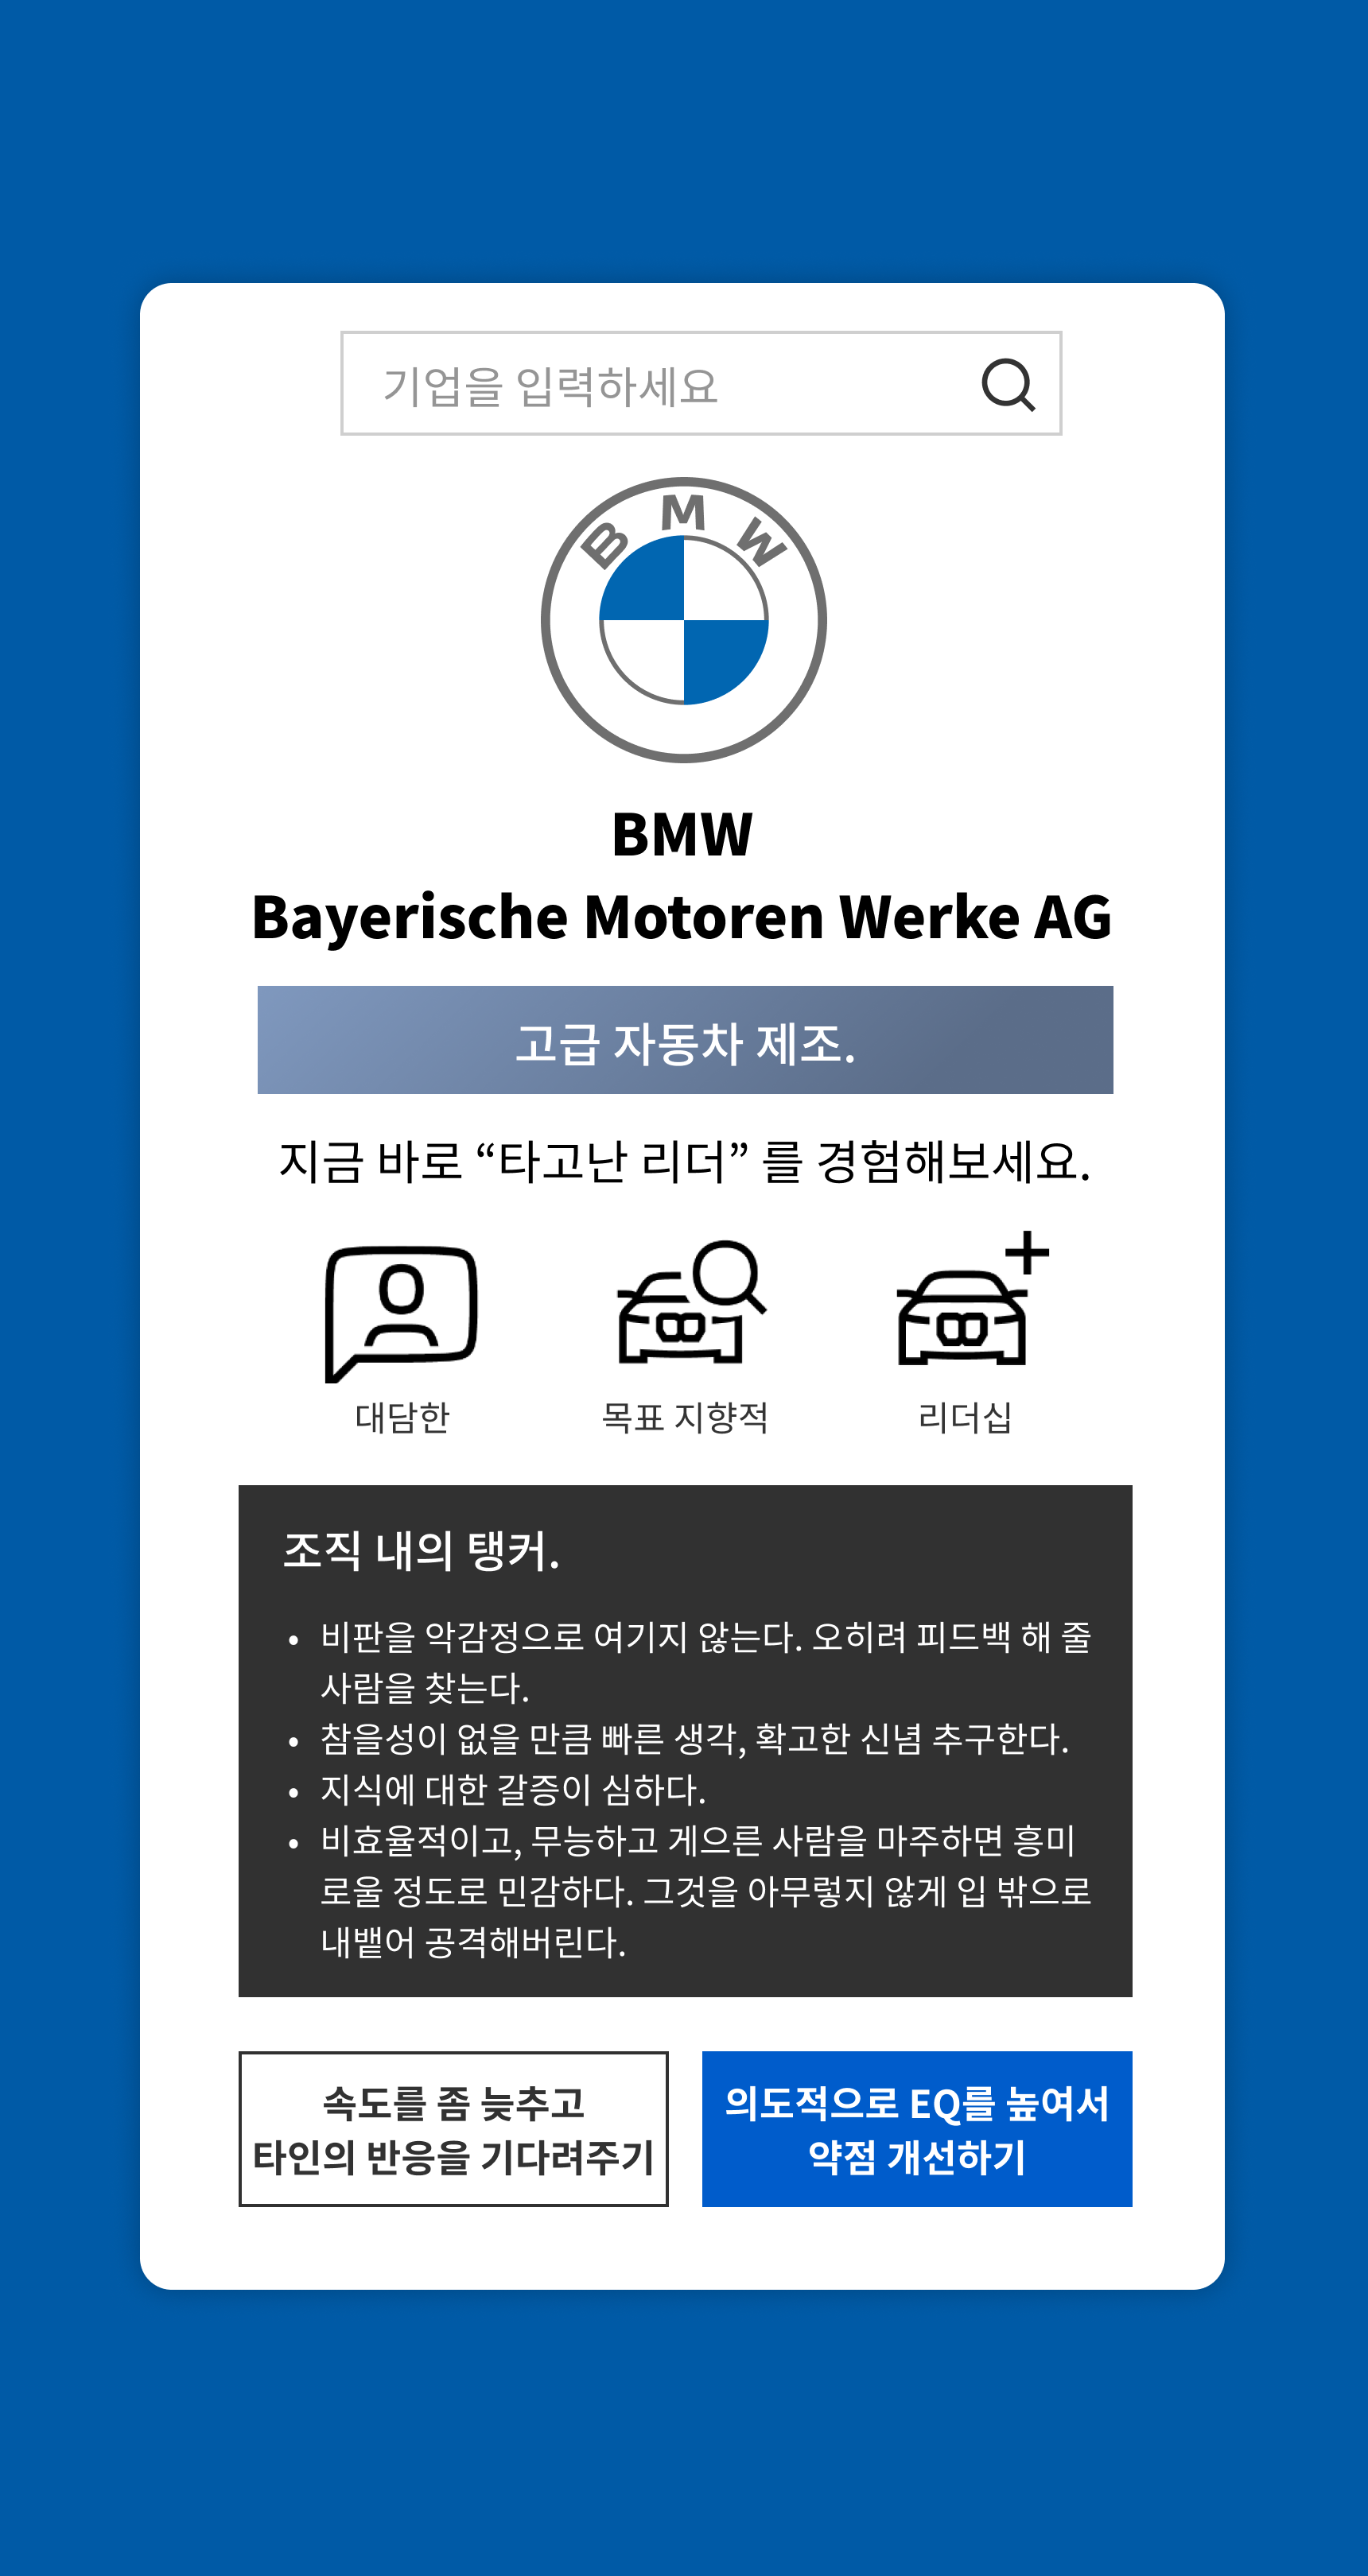 기업을 입력하세요
B M W
BMW
Bayerische Motoren Werke AG
고급 자동차 제조.
지금 바로 “타고난 리더” 를 경험해보세요.
대담한
목표 지향적
리더십
조직 내의 탱커.
• 비판을 악감정으로 여기지 않는다. 오히려 피드백 해 줄
사람을 찾는다.
• 참을성이 없을 만큼 빠른 생각, 확고한 신념 추구한다.
• 지식에 대한 갈증이 심하다.
• 비효율적이고, 무능하고 게으른 사람을 마주하면 흥미
로울 정도로 민감하다. 그것을 아무렇지 않게 입 밖으로
내뱉어 공격해버린다.
속도를 좀 늦추고
타인의 반응을 기다려주기
의도적으로 EQ를 높여서
약점 개선하기